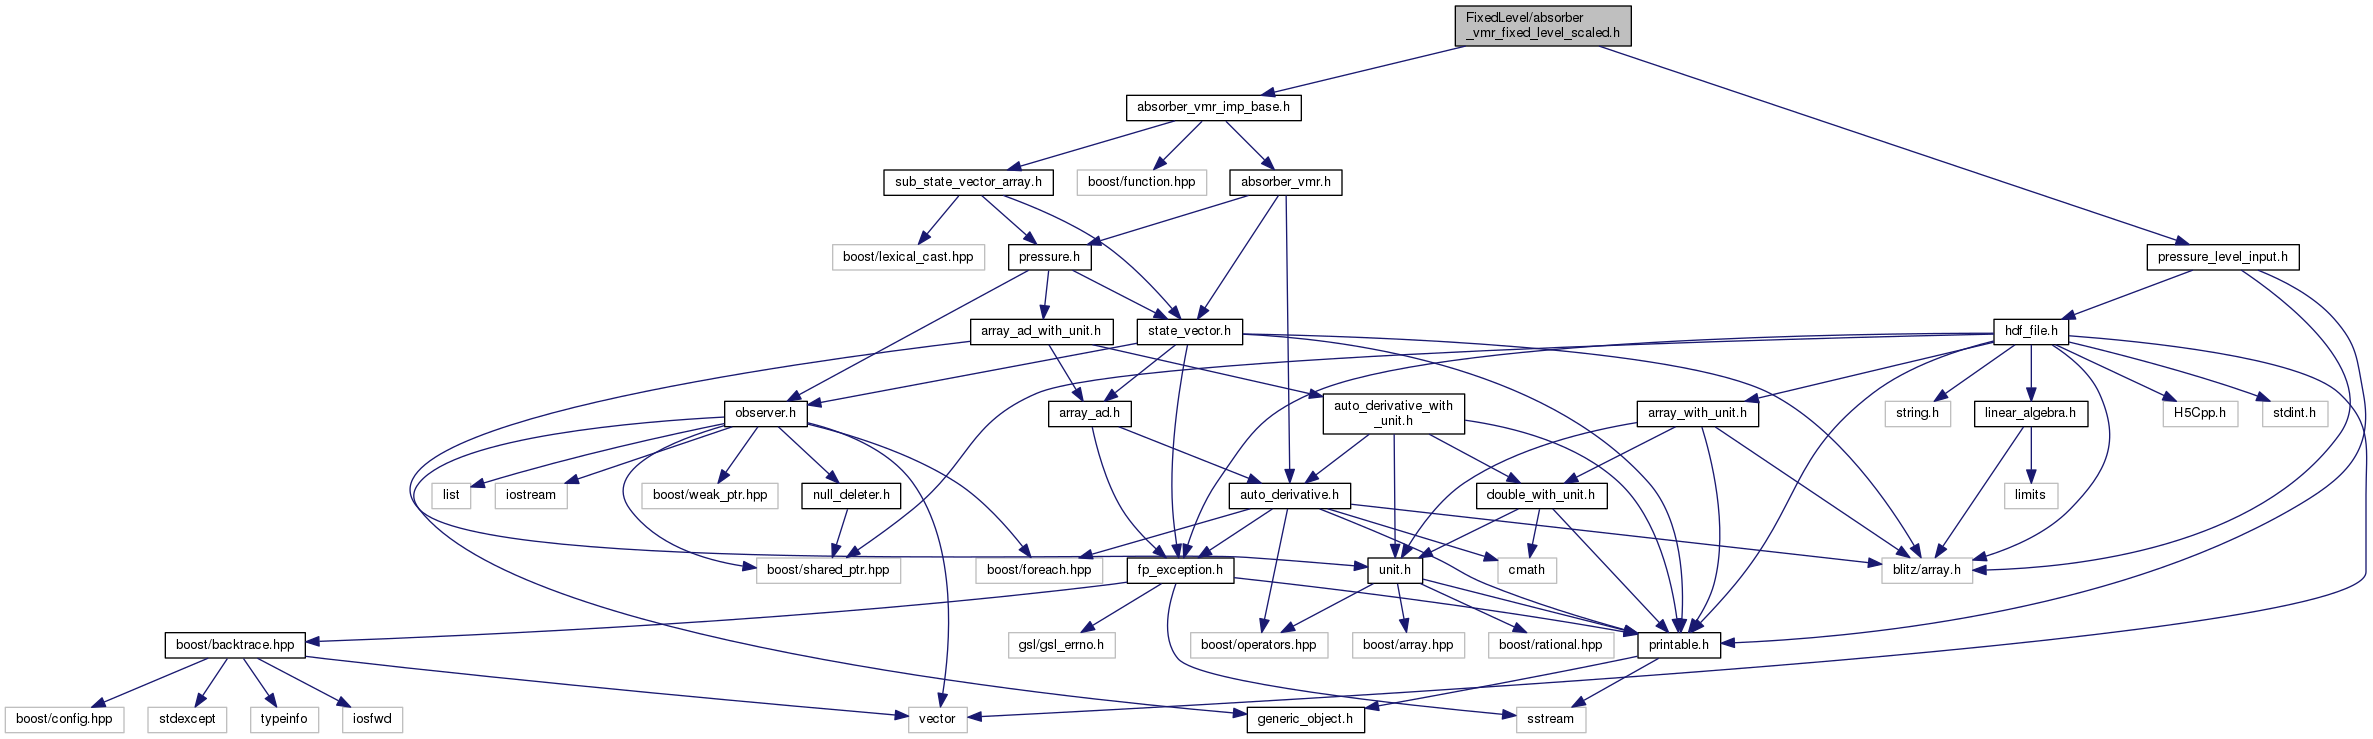 FixedLevel/absorber
_vmr_fixed_level_scaled.h
absorber_vmr_imp_base.h
sub_state_vector_array.h
boost/function.hpp
absorber_vmr.h
boost/lexical_cast.hpp
pressure.h
pressure_level_input.h
array_ad_with_unit.h
state_vector.h
hdf_file.h
observer.h
array_ad.h
auto_derivative_with
_unit.h
array_with_unit.h
string.h
linear_algebra.h
H5Cpp.h
stdint.h
list
iostream
boost/weak_ptr.hpp
null_deleter.h
auto_derivative.h
double_with_unit.h
limits
boost/shared_ptr.hpp
boost/foreach.hpp
fp_exception.h
unit.h
cmath
blitz/array.h
boost/backtrace.hpp
gsl/gsl_errno.h
boost/operators.hpp
boost/array.hpp
boost/rational.hpp
printable.h
boost/config.hpp
stdexcept
typeinfo
iosfwd
vector
generic_object.h
sstream